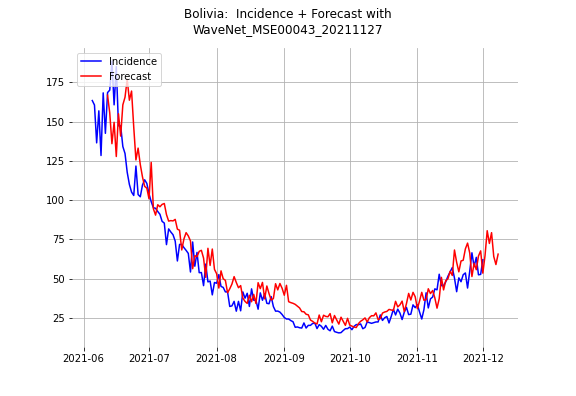 Bolivia:  Incidence + Forecast with
WaveNet_MSE00043_20211127
Incidence
Forecast
175
150
125
100
75
50
25
2021-06 2021-07 2021-08 2021-09 2021-10 2021-11 2021-12